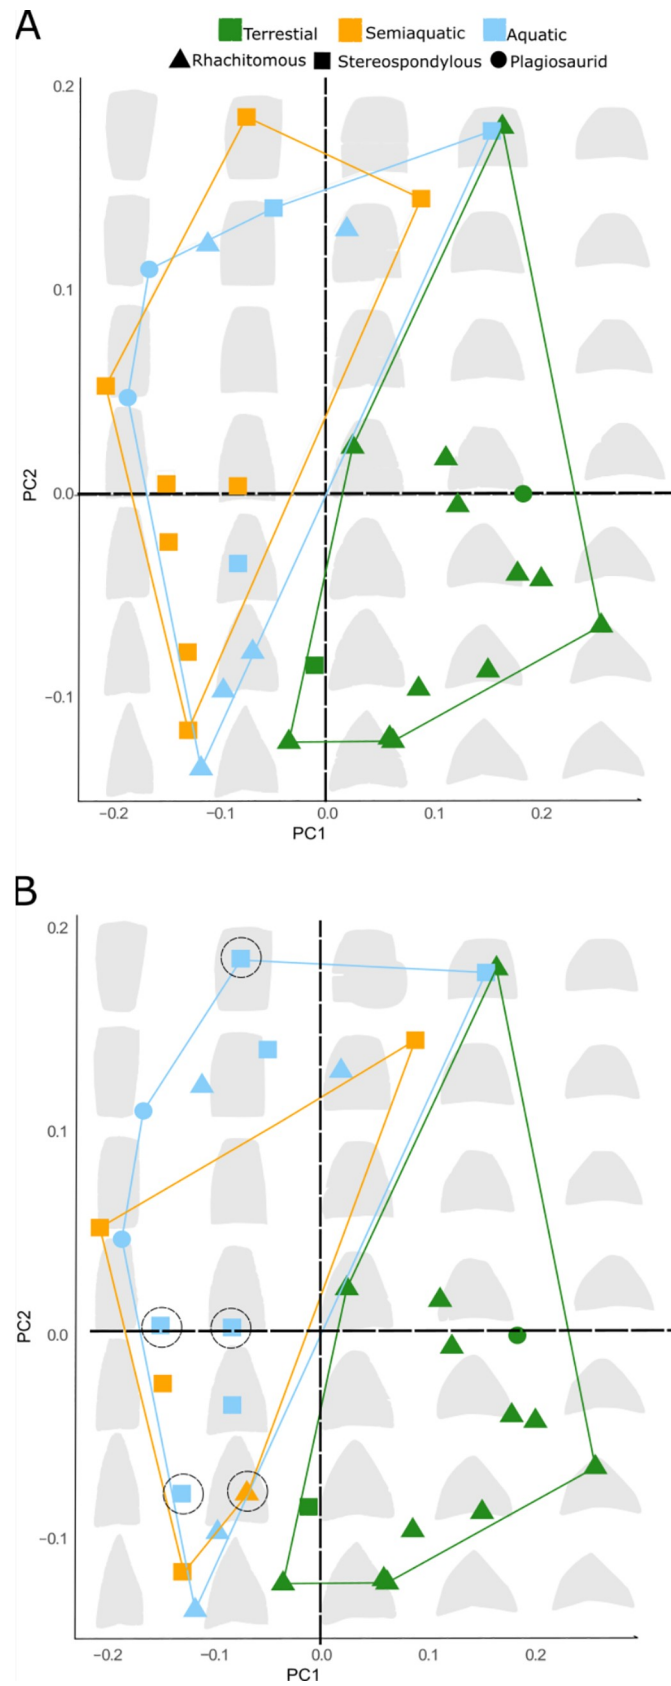 A
Terrestial Semiaquatic Aquatic
Rhachitomous Stereospondylous Plagiosaurid
0.2
0.1
0.0
−0.1
PC2
−0.2 −0.1 0.0 0.1 0.2
PC1
B
0.2
0.1
0.0
−0.1
PC2
−0.2 −0.1 0.0 0.1 0.2
PC1